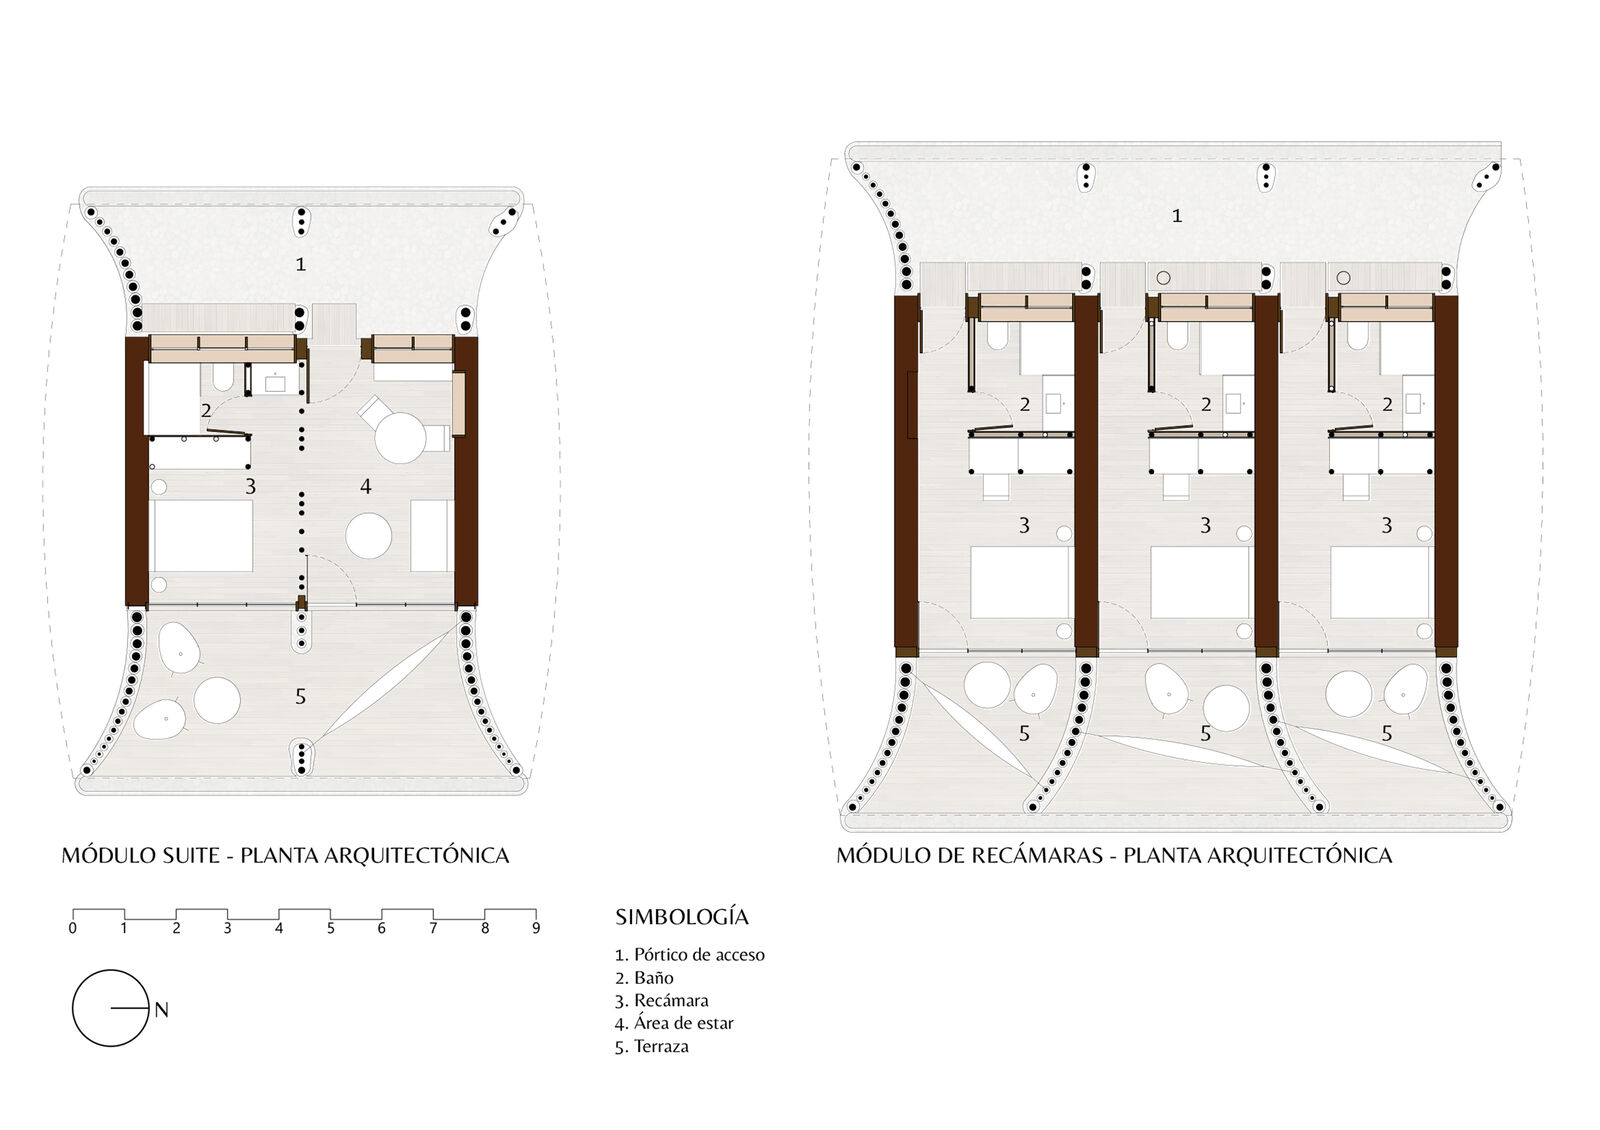 1
2
3
4
5
MÓDULO SUITE - PLANTA ARQUITECTÓNICA
0 1 2 3 4 5 6 7 8 9
N
1
2 2 2
3 3 3
5 5 5
MÓDULO DE RECÁMARAS - PLANTA ARQUITECTÓNICA
SIMBOLOGÍA
1. Pórtico de acceso
2. Baño
3. Recámara
4. Área de estar
5. Terraza